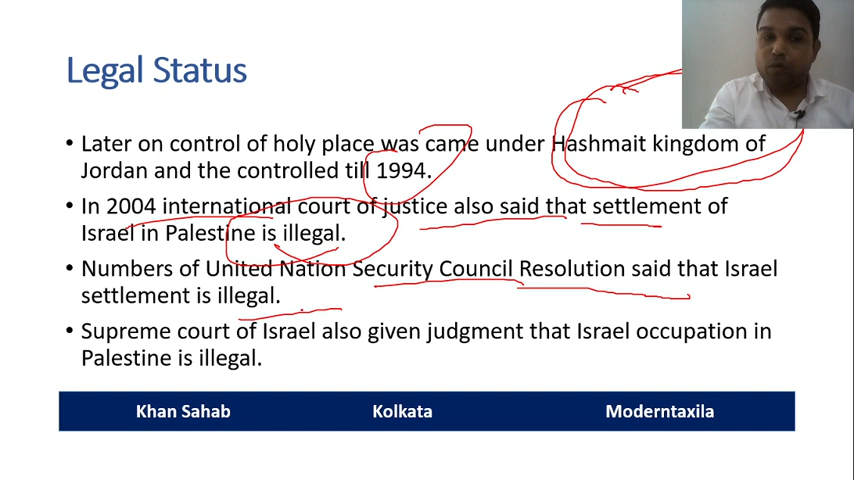 Legal Status
• Later on control of holy place was came under Hashmait kingdom of
Jordan and the controlled till 1994.
• In 2004 international court of justice also said that settlement of
Israel in Palestine is illegal.
• Numbers of United Nation Security Council Resolution said that Israel
settlement is illegal.
• Supreme court of Israel also given judgment that Israel occupation in
Palestine is illegal.
Khan Sahab Kolkata Moderntaxila